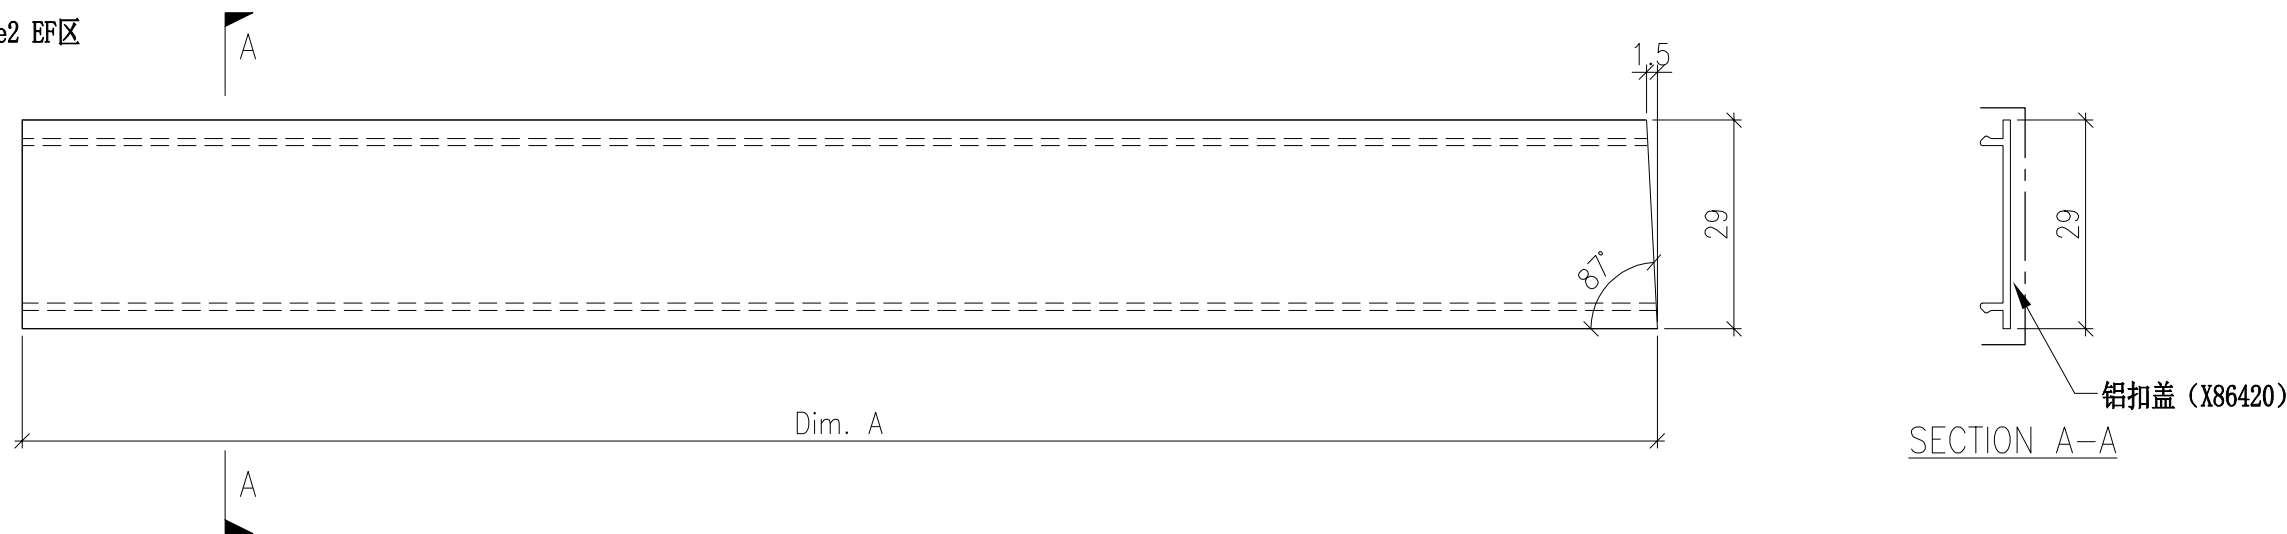 e2 EF区
A
1.5
29
87°
Dim. A
A
29
铝扣盖（X86420）
SECTION A-A